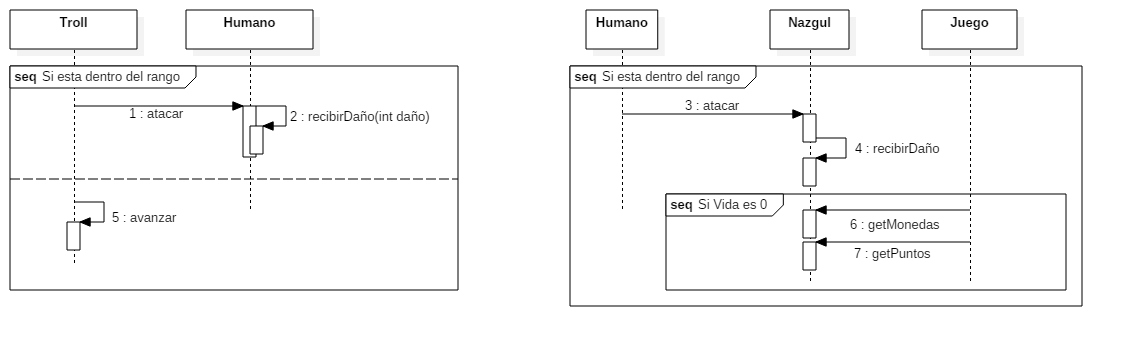 Troll
Humano
seq Si esta dentro del rango
1 : atacar
2 : recibirDaño(int daño)
5 : avanzar
Humano
Nazgul
Juego
seq Si esta dentro del rango
3 : atacar
4 : recibirDaño
seq Si Vida es 0
6 : getMonedas
7 : getPuntos